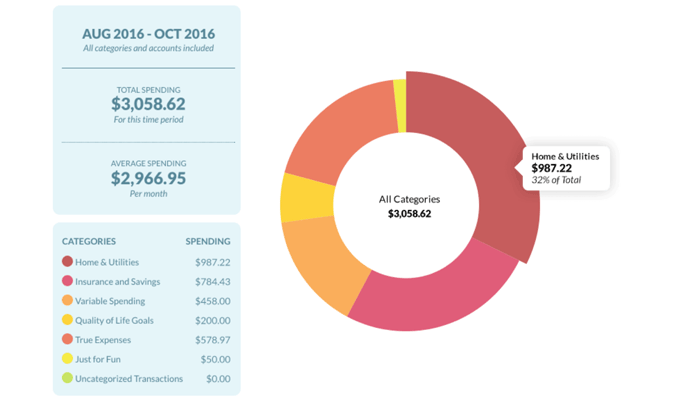 AUG 2016 - OCT 2016
All categories and accounts included
TOTAL SPENDING
$3,058.62
For this time period
AVERAGE SPENDING
$2,966.95
Per month
CATEGORIES SPENDING
Home & Utilities $987.22
Insurance and Savings $784.43
Variable Spending $458.00
Quality of Life Goals $200.00
True Expenses $578.97
Just for Fun $50.00
Uncategorized Transactions $0.00
All Categories
$3,058.62
Home & Utilities
$987.22
32% of Total